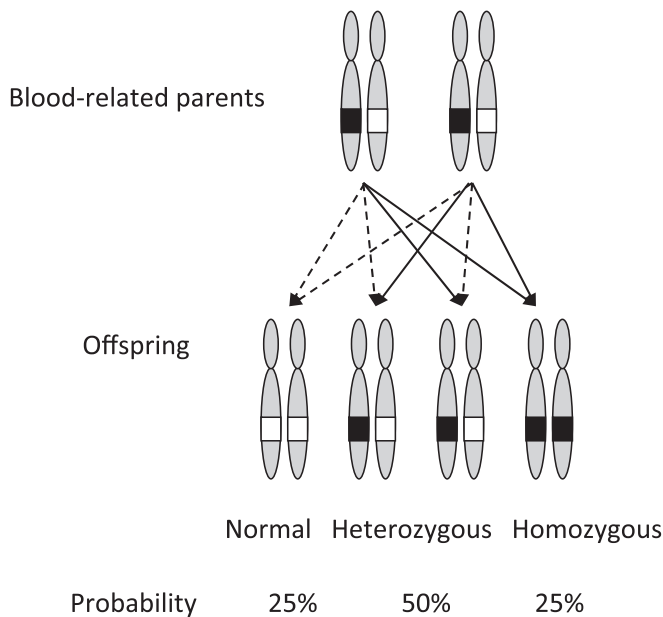 Blood-related parents
Offspring
Normal Heterozygous Homozygous
Probability 25% 50% 25%